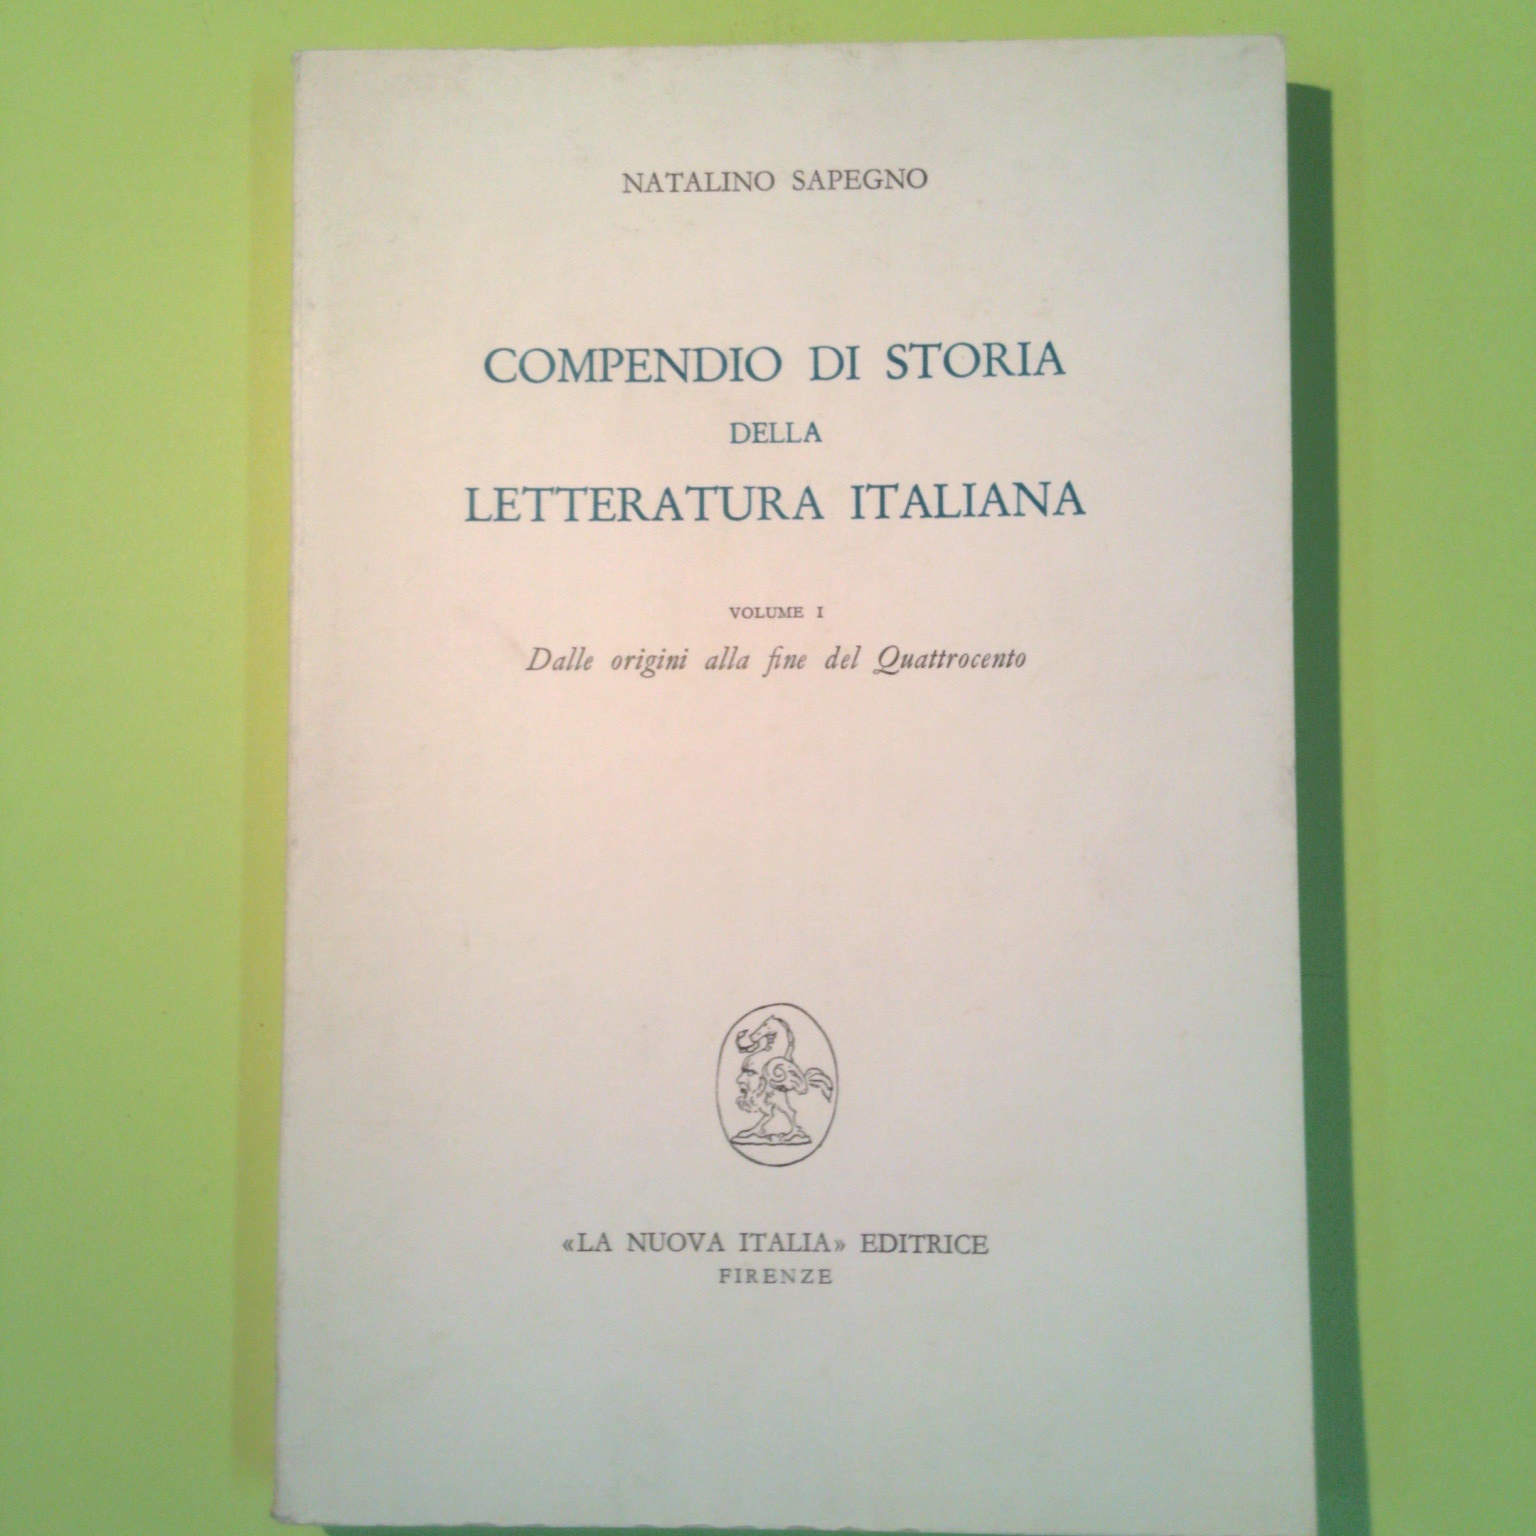 NATALINO SAPEGNO
COMPENDIO DI STORIA
DELLA
LETTERATURA ITALIANA
VOLUME I
Dalle origini alla fine del Quattrocento
«LA NUOVA ITALIA» EDITRICE
FIRENZE